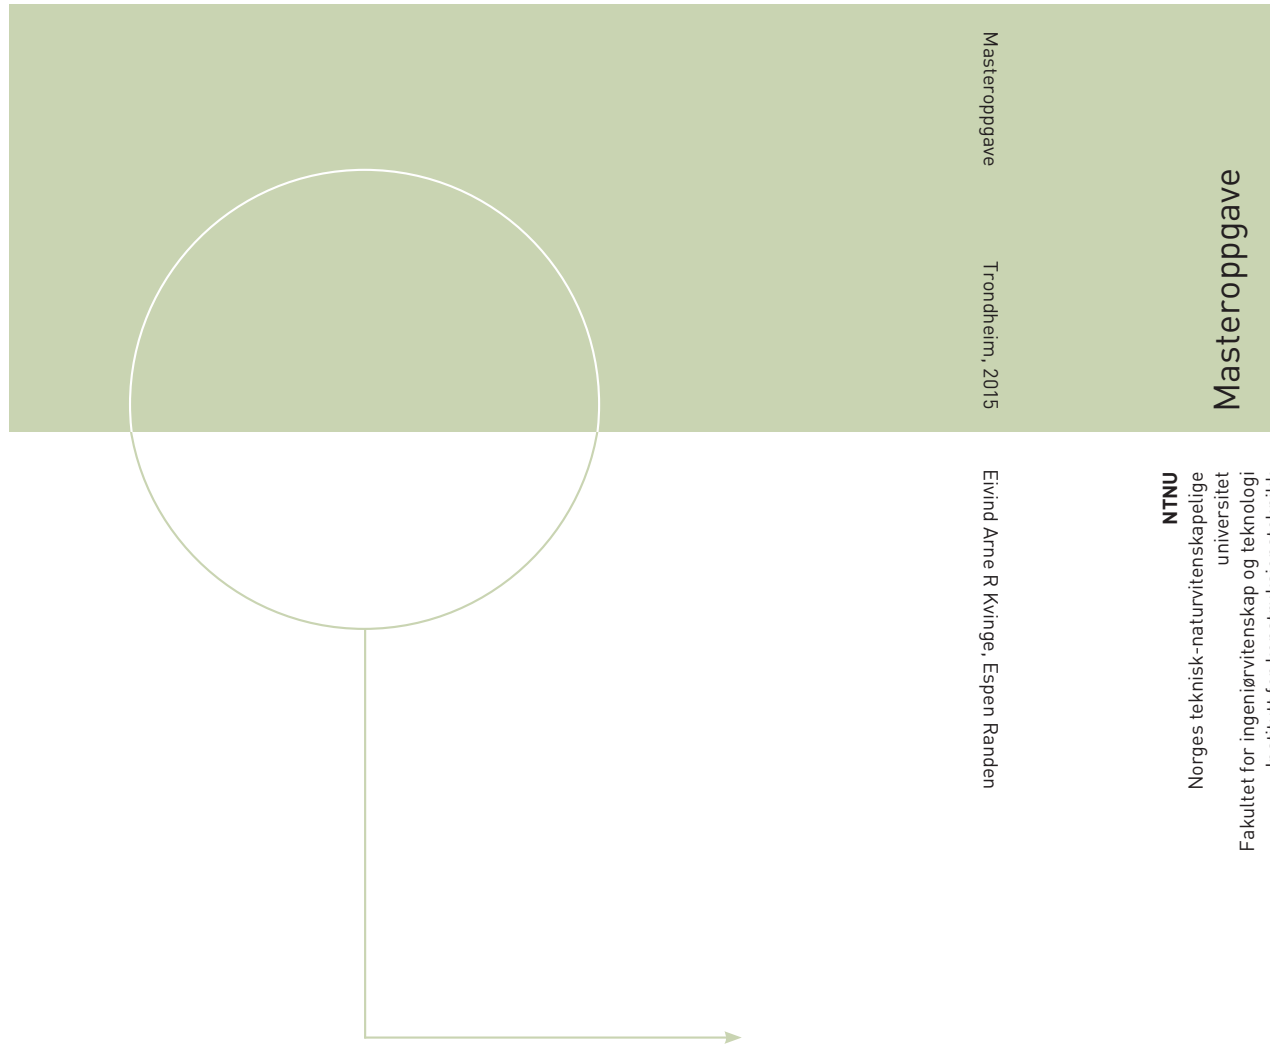 Masteroppgave
Trondheim, 2015
Eivind Arne R Kvinge, Espen Randen
Masteroppgave
NTNU
Norges teknisk-naturvitenskapelige
universitet
Fakultet for ingeniørvitenskap og teknologi